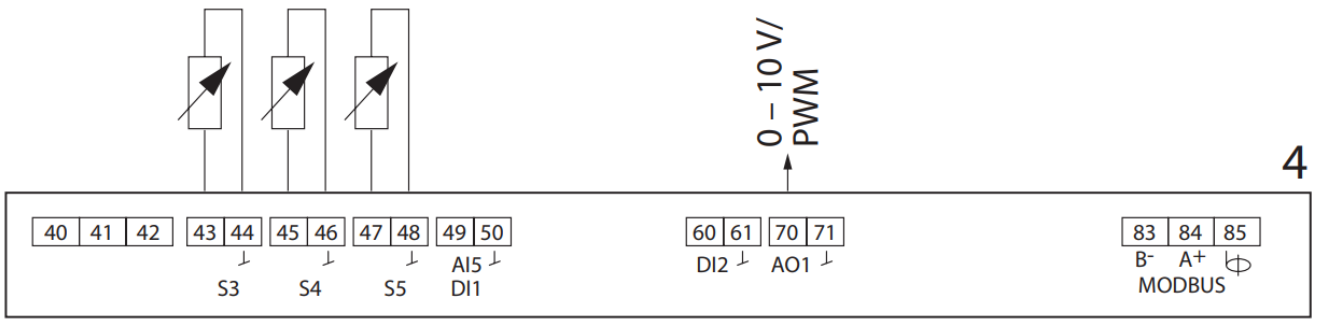 0 – 10 V/
PWM
4
40 41 42 43 44 45 46 47 48 49 50 60 61 70 71 83 84 85
S3 S4 S5 AI5 DI2 AO1 B- A+
DI1 MODBUS